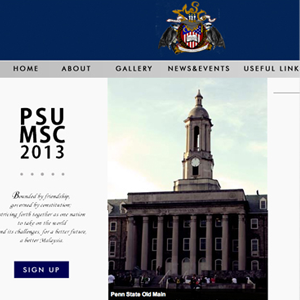 HOME ABOUT GALLERY NEWS&EVENTS USEFUL LINK
PSU
MSC
2013
Bounded by friendship,
governed by constitution:
forth together as one nation
to take on the world
and its challenges, for a better future,
a better Malaysia.
SIGN UP
Penn State Old Main